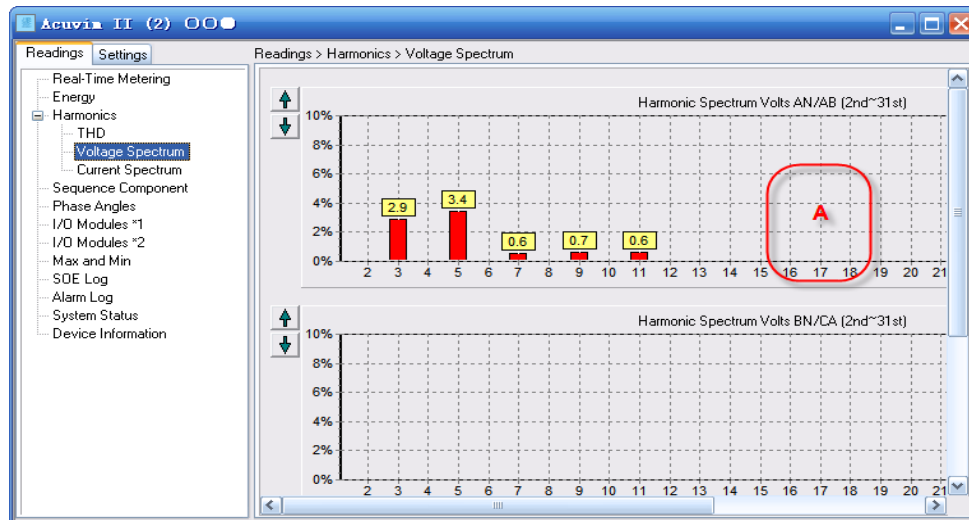 Acuvim II (2) ○○●
Readings Settings
Readings > Harmonics > Voltage Spectrum
Real-Time Metering
Energy
Harmonics
THD
Voltage Spectrum
Current Spectrum
Sequence Component
Phase Angles
I/O Modules *1
I/O Modules *2
Max and Min
SOE Log
Alarm Log
System Status
Device Information
Harmonic Spectrum Volts AN/AB (2nd~31st)
10%
8%
6%
4%
2%
0%
2.9 3.4 0.6 0.7 0.6
A
2 3 4 5 6 7 8 9 10 11 12 13 14 15 16 17 18 19 20 21
Harmonic Spectrum Volts BN/CA (2nd~31st)
10%
8%
6%
4%
2%
0%
2 3 4 5 6 7 8 9 10 11 12 13 14 15 16 17 18 19 20 21